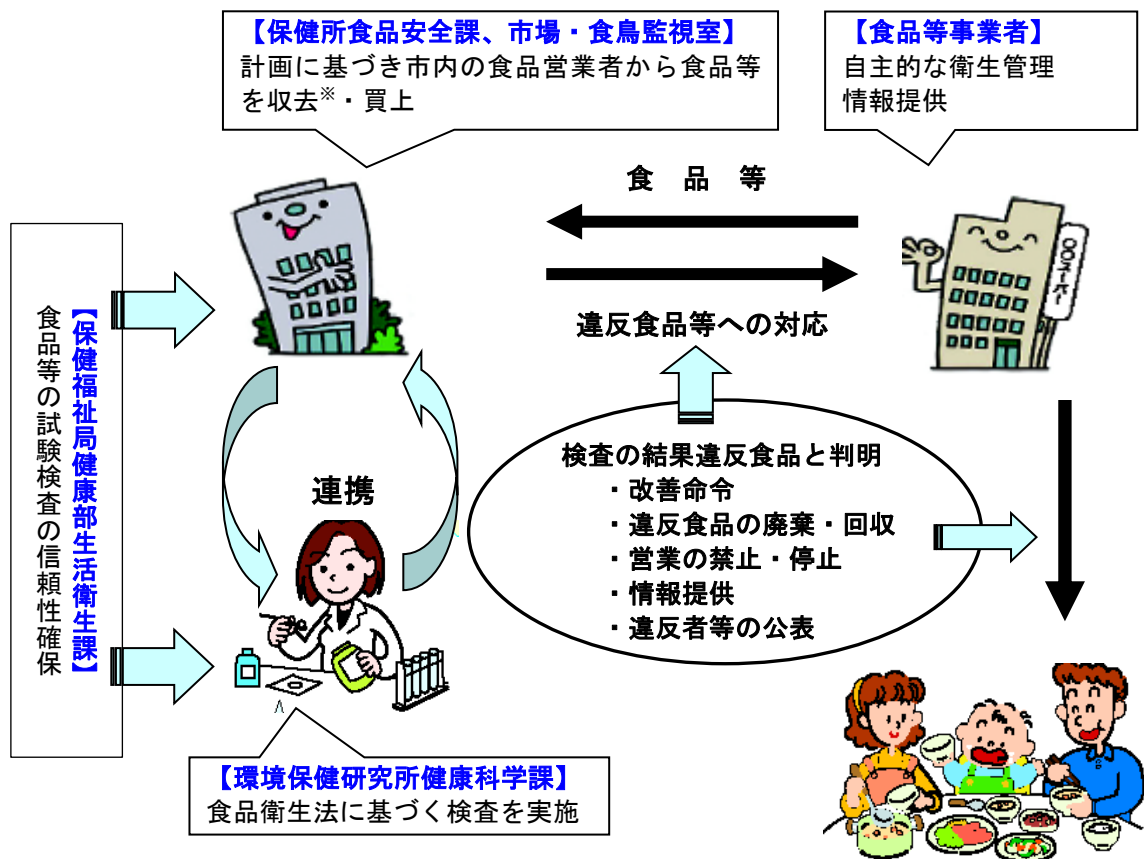 【保健所食品安全課、市場・食鳥監視室】
計画に基づき市内の食品営業者から食品等
を収去※・買上
【食品等事業者】
自主的な衛生管理
情報提供
食 品 等
違反食品等への対応
〇〇スーパー
【保健福祉局健康部生活衛生課】
食品等の試験検査の信頼性確保
連携
検査の結果違反食品と判明
・改善命令
・違反食品の廃棄・回収
・営業の禁止・停止
・情報提供
・違反者等の公表
【環境保健研究所健康科学課】
食品衛生法に基づく検査を実施